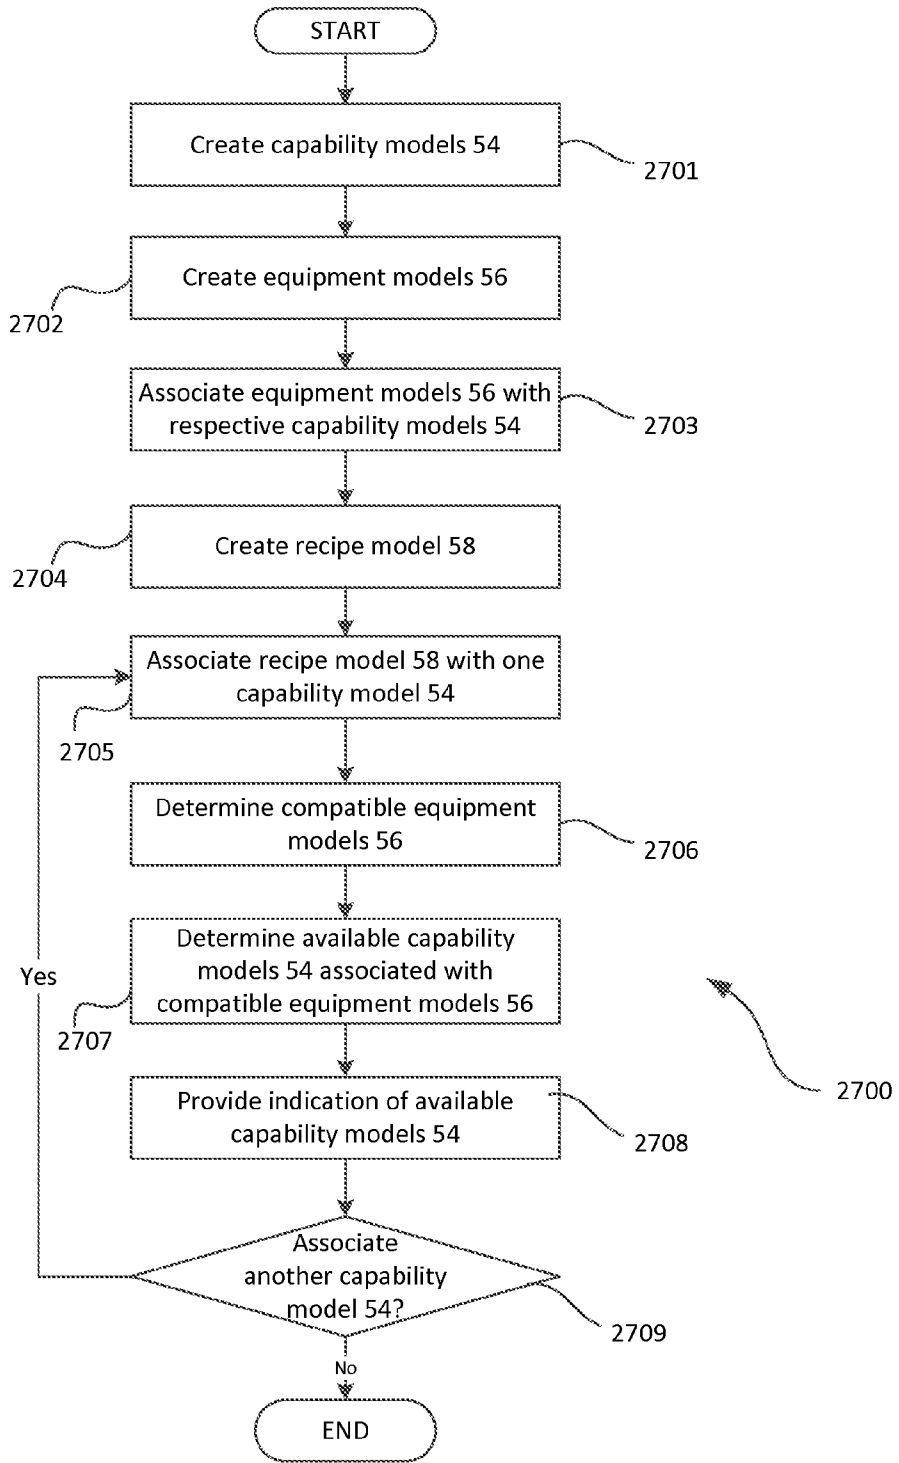 START
Create capability models 54
2701
Create equipment models 56
2702
Associate equipment models 56 with
respective capability models 54
2703
Create recipe model 58
2704
Associate recipe model 58 with one
capability model 54
2705
Determine compatible equipment
models 56
2706
Determine available capability
models 54 associated with
compatible equipment models 56
Yes
2707
2700
Provide indication of available
capability models 54
2708
Associate
another capability
model 54?
2709
No
END